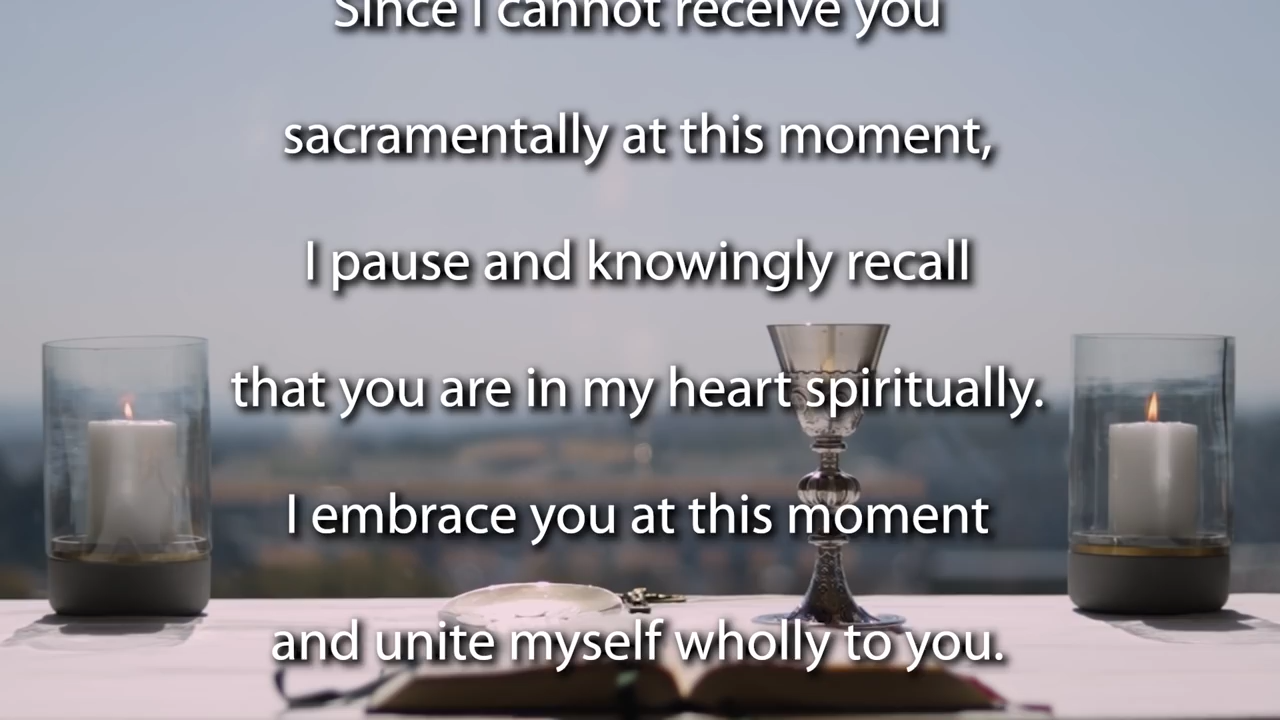 Since I cannot receive you
sacramentally at this moment,
I pause and knowingly recall
that you are in my heart spiritually.
I embrace you at this moment
and unite myself wholly to you.